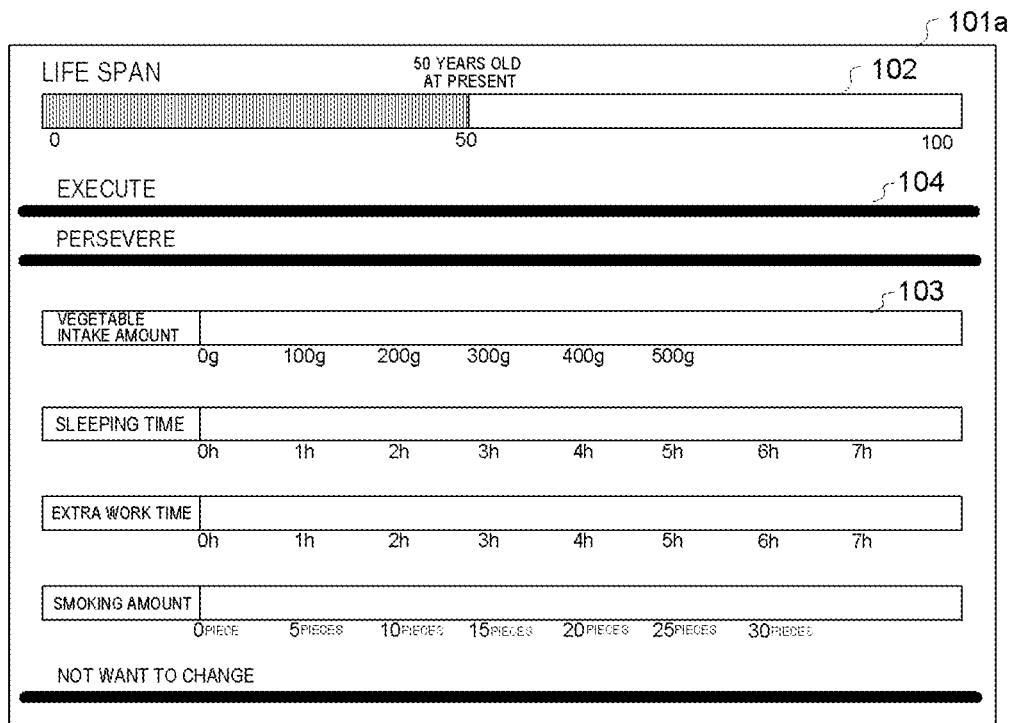 101a
LIFE SPAN
50 YEARS OLD
AT PRESENT
102
0 50 100
EXECUTE
104
PERSEVERE
103
VEGETABLE
INTAKE AMOUNT
0g 100g 200g 300g 400g 500g
SLEEPING TIME
0h 1h 2h 3h 4h 5h 6h 7h
EXTRA WORK TIME
0h 1h 2h 3h 4h 5h 6h 7h
SMOKING AMOUNT
0PIECE 5PIECES 10PIECES 15PIECES 20PIECES 25PIECES 30PIECES
NOT WANT TO CHANGE